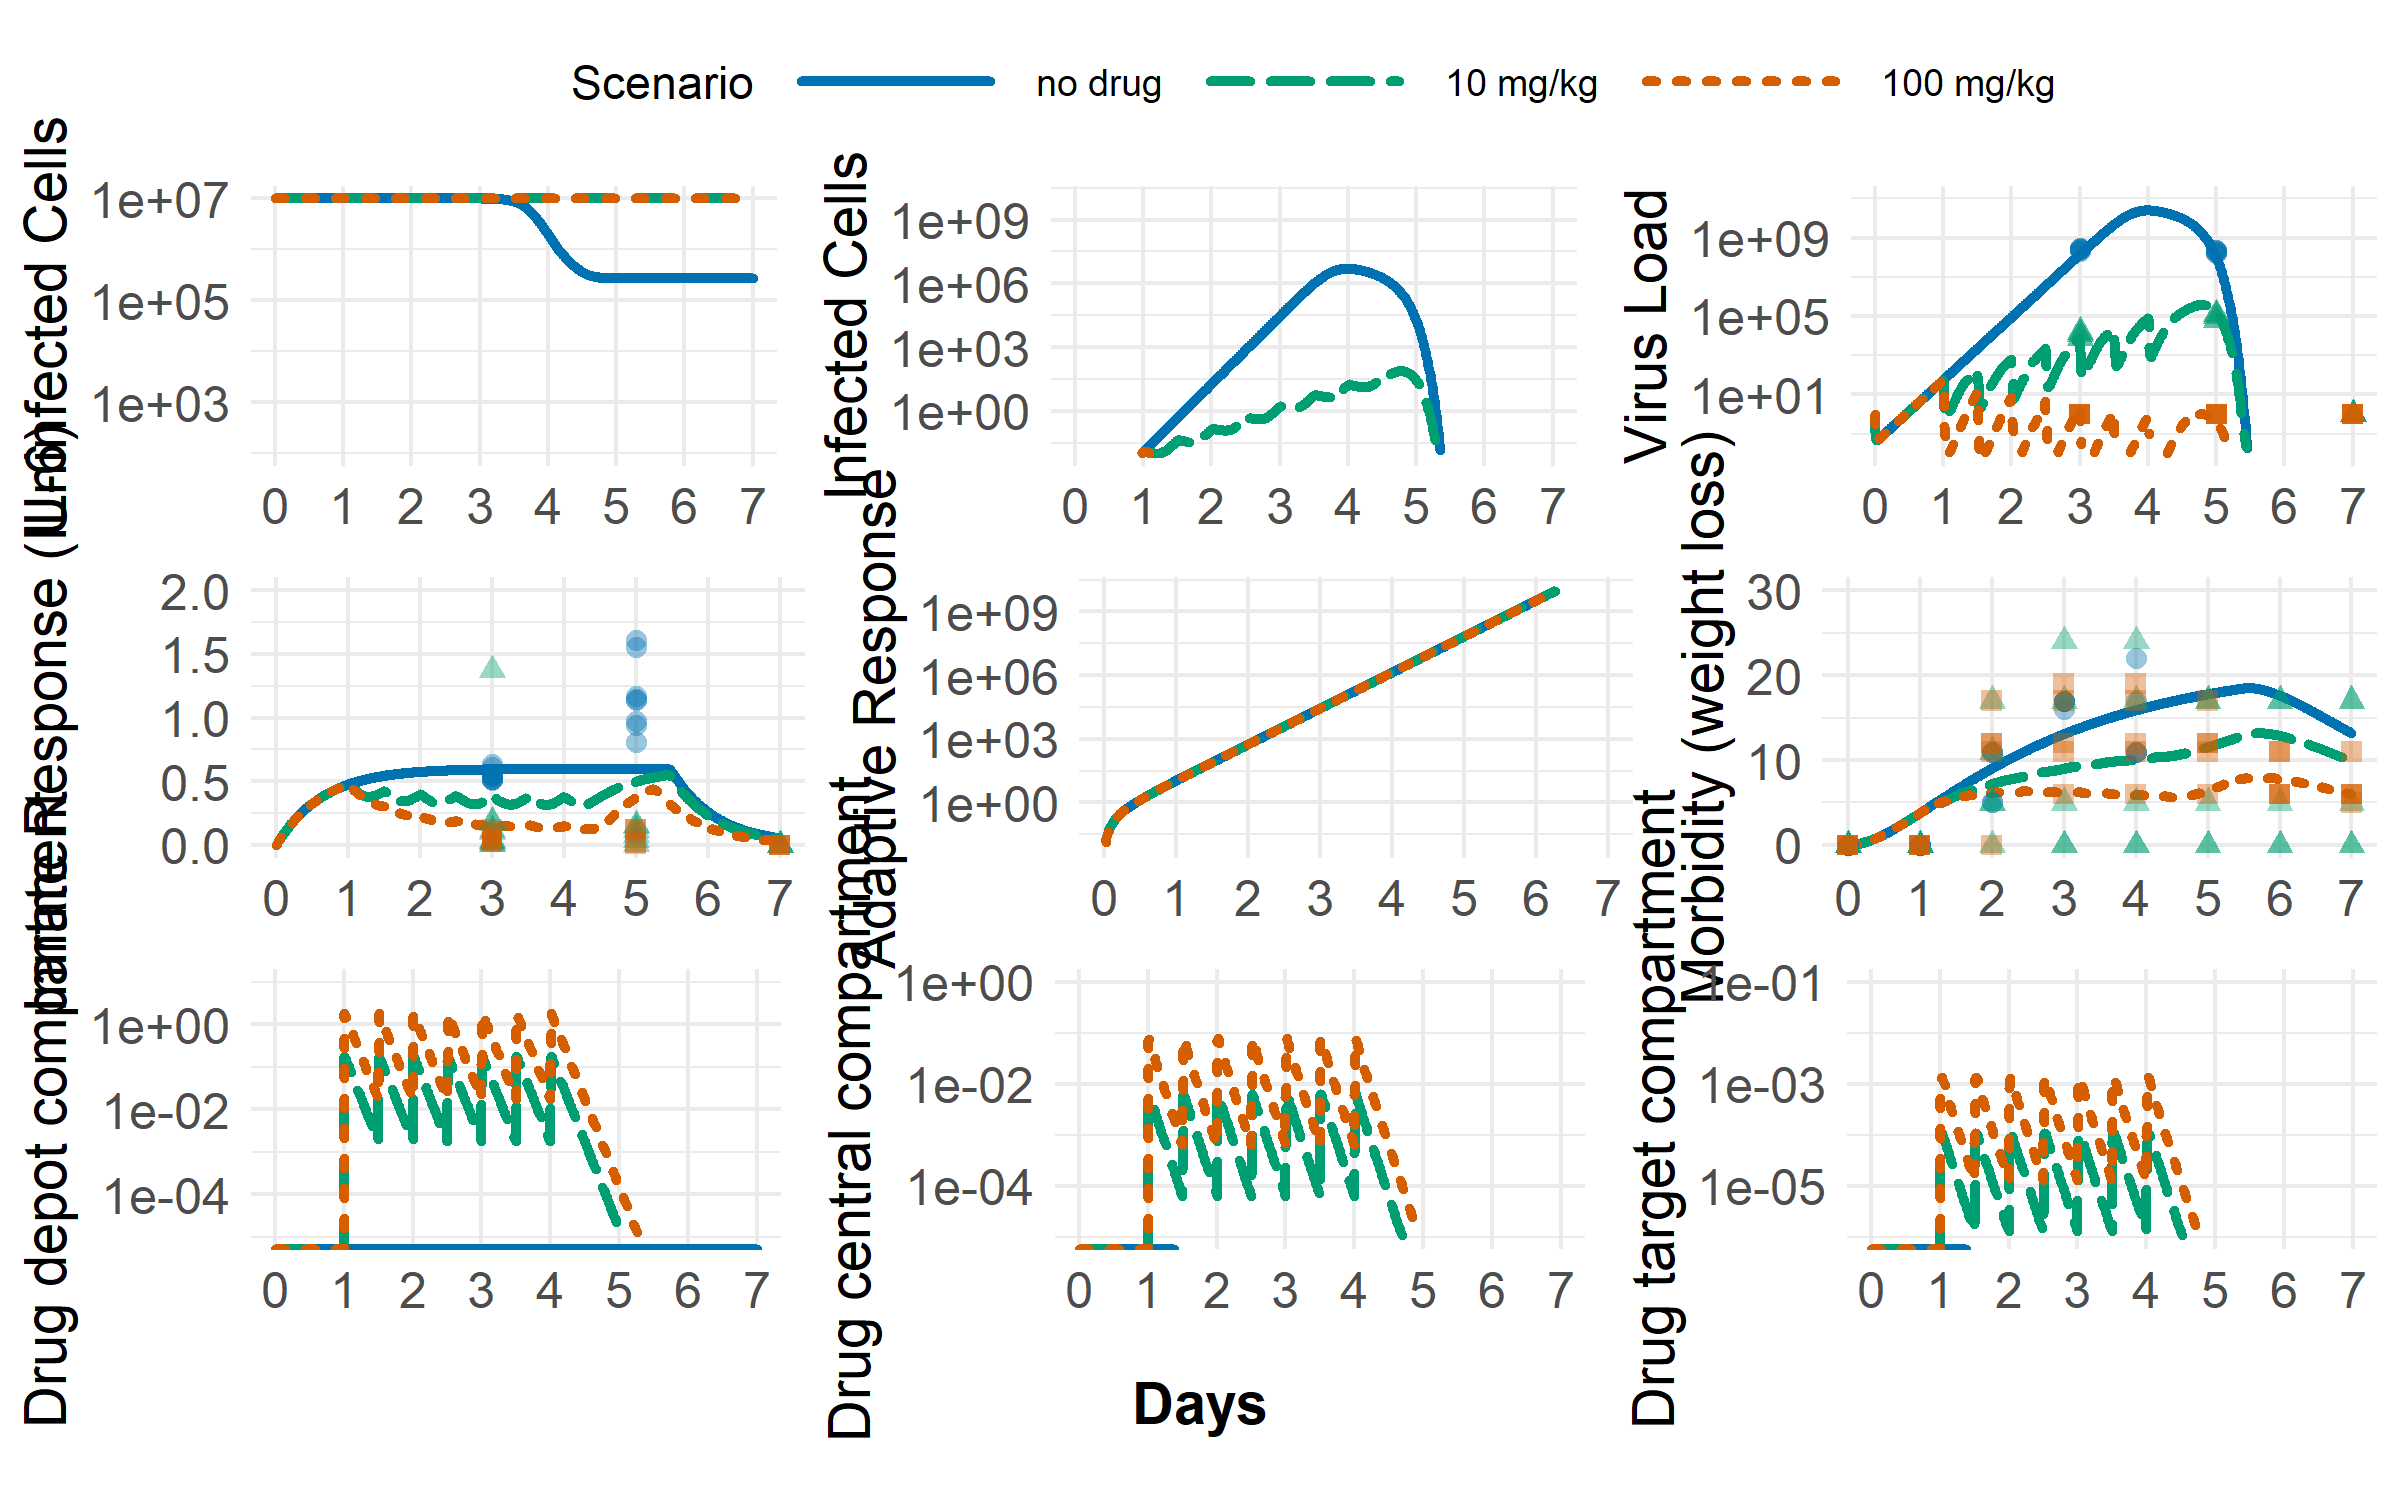 Scenario no drug 10 mg/kg 100 mg/kg
Uninfected Cells
1e+07
1e+05
1e+03
0 1 2 3 4 5 6 7
Infected Cells
1e+09
1e+06
1e+03
1e+00
0 1 2 3 4 5 6 7
Virus Load
1e+09
1e+05
1e+01
0 1 2 3 4 5 6 7
Innate Response (IL-6)
2.0
1.5
1.0
0.5
0.0
0 1 2 3 4 5 6 7
Adaptive Response
1e+09
1e+06
1e+03
1e+00
0 1 2 3 4 5 6 7
Morbidity (weight loss)
30
20
10
0
0 1 2 3 4 5 6 7
Drug depot compartment
1e+00
1e-02
1e-04
0 1 2 3 4 5 6 7
Drug central compartment
1e+00
1e-02
1e-04
0 1 2 3 4 5 6 7
Drug target compartment
1e-01
1e-03
1e-05
0 1 2 3 4 5 6 7
Days